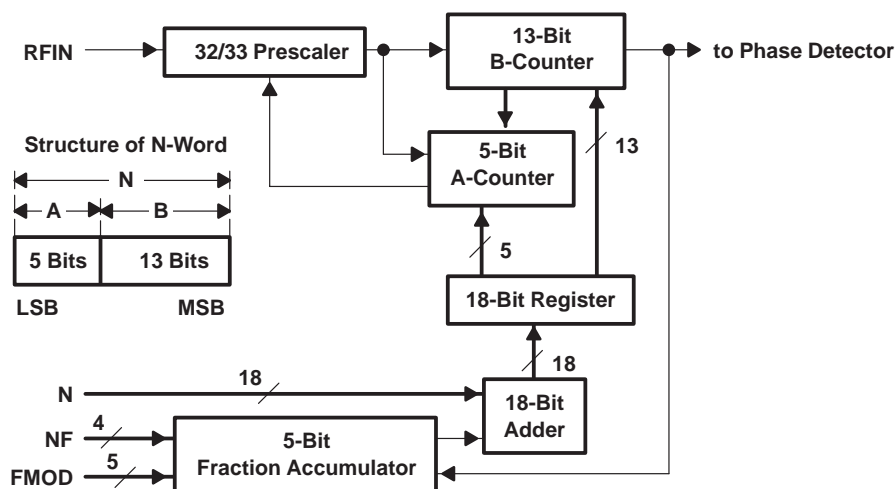 RFIN
32/33 Prescaler
13-Bit
B-Counter
to Phase Detector
Structure of N-Word
N
A
B
5 Bits
13 Bits
LSB
MSB
5-Bit
A-Counter
13
5
18-Bit Register
18
N
18
18-Bit
Adder
NF
4
5-Bit
Fraction Accumulator
FMOD
5